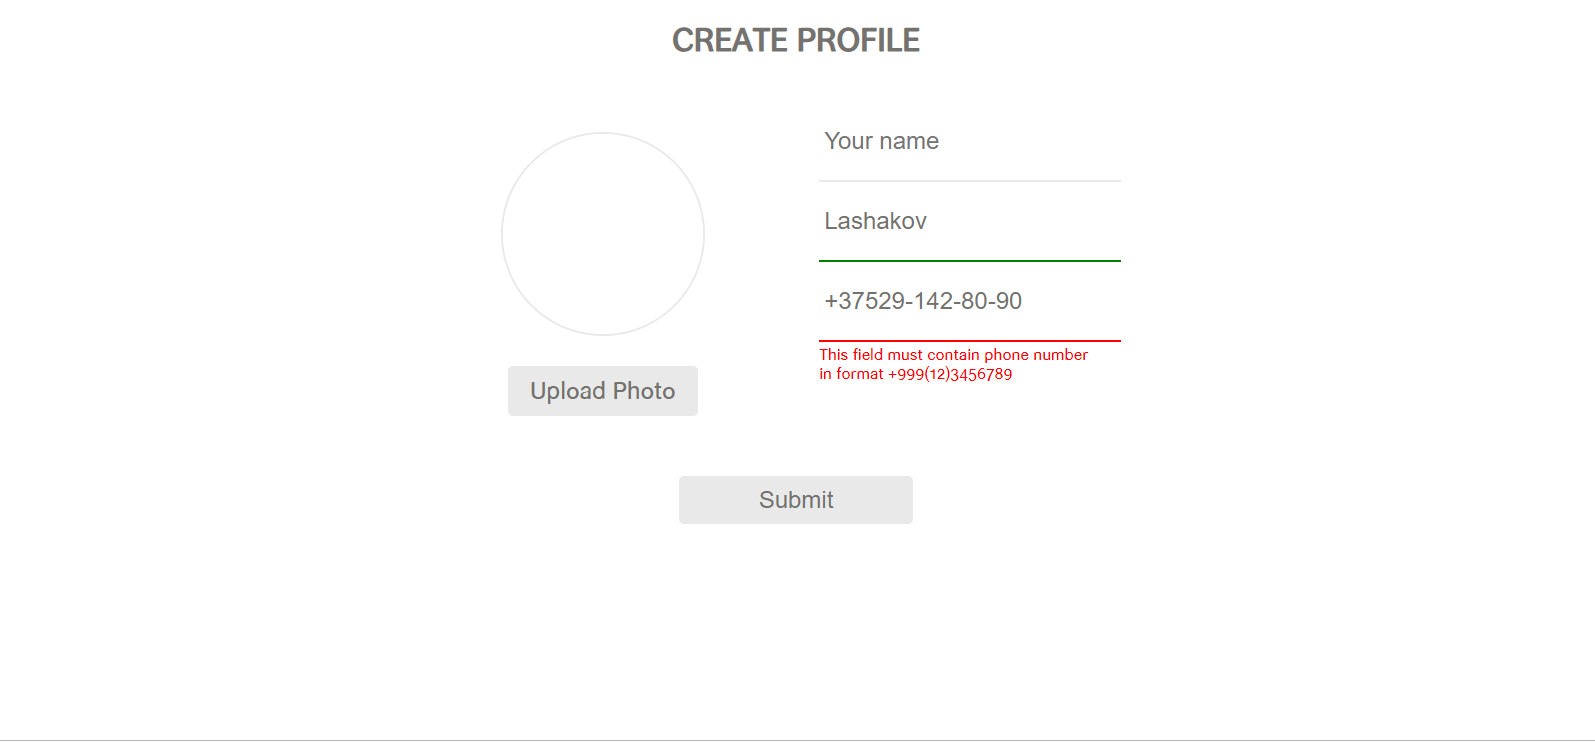 CREATE PROFILE
Your name
Lashakov
+37529-142-80-90
This field must contain phone number
in format +999(12)3456789
Upload Photo
Submit